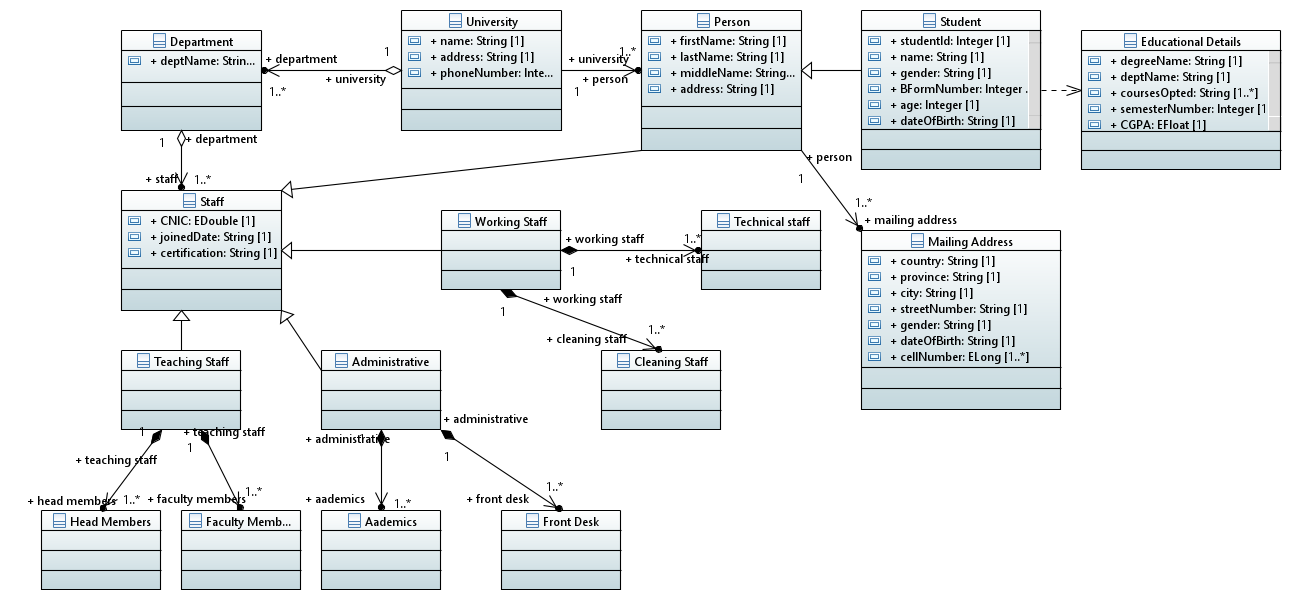 Department
+ deptName: Strin...
University
+ name: String [1]
+ address: String [1]
+ phoneNumber: Inte...
Person
+ firstName: String [1]
+ lastName: String [1]
+ middleName: String...
+ address: String [1]
Student
+ studentId: Integer [1]
+ name: String [1]
+ gender: String [1]
+ BFormNumber: Integer .
+ age: Integer [1]
+ dateOfBirth: String [1]
Educational Details
+ degreeName: String [1]
+ deptName: String [1]
+ coursesOpted: String [1..*]
+ semesterNumber: Integer [1
+ CGPA: EFloat [1]
+ department
1
+ university
1..*
+ university
1..*
+ person
1
1
+ department
+ staff
1..*
+ person
1
1..*
+ mailing address
Staff
+ CNIC: EDouble [1]
+ joinedDate: String [1]
+ certification: String [1]
Working Staff
+ working staff
1..*
+ technical staff
1
Technical staff
Mailing Address
+ country: String [1]
+ province: String [1]
+ city: String [1]
+ streetNumber: String [1]
+ gender: String [1]
+ dateOfBirth: String [1]
+ cellNumber: ELong [1..*]
+ working staff
1
1..*
+ cleaning staff
Teaching Staff
Administrative
Cleaning Staff
1
+ teaching staff
1
+ teaching staff
+ administrative
+ administrative
1
+ head members
1..*
+ faculty members
1..*
+ aademics
1..*
+ front desk
1..*
Head Members
Faculty Memb...
Aademics
Front Desk